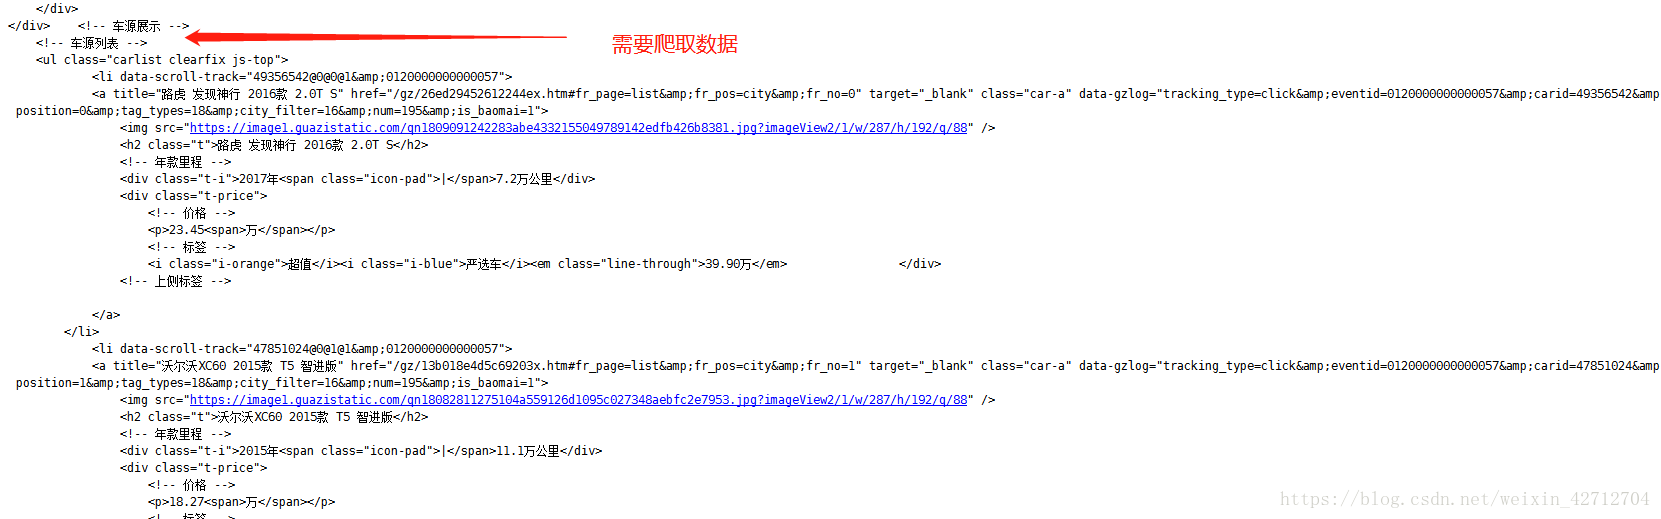 </div>
</div>    <!-- 车源展示 -->
<!-- 车源列表 -->
需要爬取数据
<ul class="carlist clearfix js-top">
<li data-scroll-track="49356542@0@0@1&amp;0120000000000057">
<a title="路虎 发现神行 2016款 2.0T S" href="/gz/26ed29452612244ex.htm#fr_page=list&amp;fr_pos=city&amp;fr_no=0" target="_blank" class="car-a" data-gzlog="tracking_type=click&amp;eventid=0120000000000057&amp;carid=49356542&amp
position=0&amp;tag_types=18&amp;city_filter=16&amp;num=195&amp;is_baomai=1">
<img src="https://image1.guazistatic.com/qn1809091242283abe4332155049789142edfb426b8381.jpg?imageView2/1/w/287/h/192/q/88" />
<h2 class="t">路虎 发现神行 2016款 2.0T S</h2>
<!-- 年款里程 -->
<div class="t-i">2017年<span class="icon-pad">|</span>7.2万公里</div>
<div class="t-price">
<!-- 价格 -->
<p>23.45<span>万</span></p>
<!-- 标签 -->
<i class="i-orange">超值</i><i class="i-blue">严选车</i><em class="line-through">39.90万</em>                </div>
<!-- 上侧标签 -->
</a>
</li>
<li data-scroll-track="47851024@0@1@1&amp;0120000000000057">
<a title="沃尔沃XC60 2015款 T5 智进版" href="/gz/13b018e4d5c69203x.htm#fr_page=list&amp;fr_pos=city&amp;fr_no=1" target="_blank" class="car-a" data-gzlog="tracking_type=click&amp;eventid=0120000000000057&amp;carid=47851024&amp
position=1&amp;tag_types=18&amp;city_filter=16&amp;num=195&amp;is_baomai=1">
<img src="https://image1.guazistatic.com/qn18082811275104a559126d1095c027348aebfc2e7953.jpg?imageView2/1/w/287/h/192/q/88" />
<h2 class="t">沃尔沃XC60 2015款 T5 智进版</h2>
<!-- 年款里程 -->
<div class="t-i">2015年<span class="icon-pad">|</span>11.1万公里</div>
<div class="t-price">
<!-- 价格 -->
<p>18.27<span>万</span></p>
<!-- 标签 -->
https://blog.csdn.net/weixin_42712704